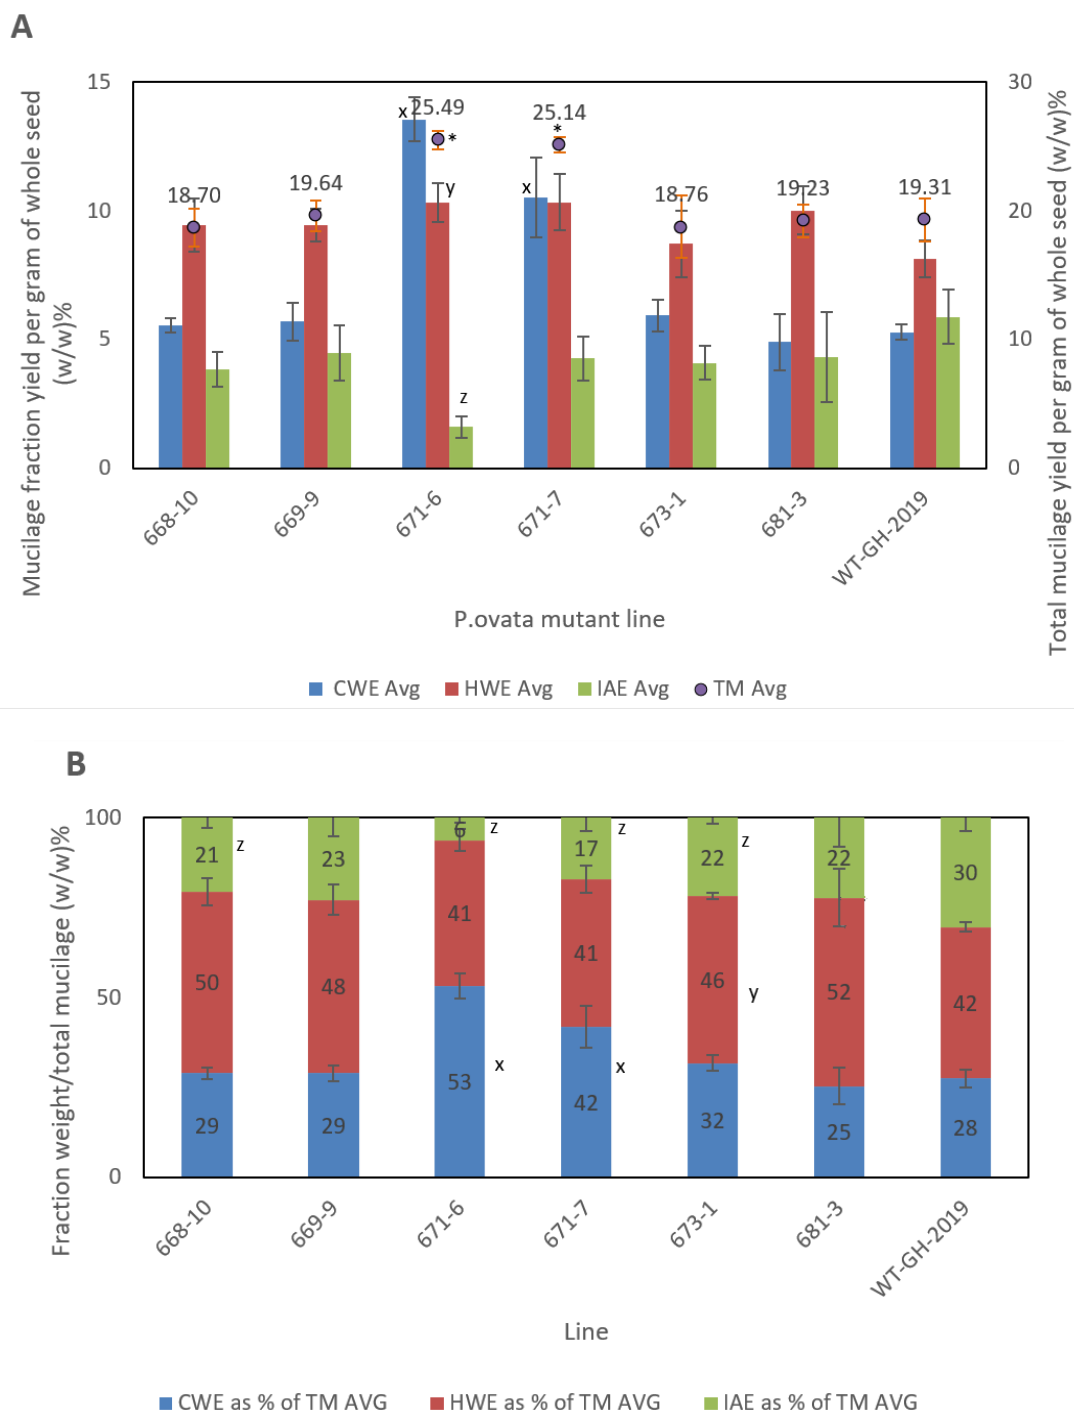 A
Mucilage fraction yield per gram of whole seed
(w/w)%
Total mucilage yield per gram of whole seed (w/w)%
15
10
5
0
30
20
10
0
18.70
19.64
x
25.49
*
y
z
25.14
*
x
18.76
19.23
19.31
668-10
669-9
671-6
671-7
673-1
681-3
WT-GH-2019
P.ovata mutant line
CWE Avg
HWE Avg
IAE Avg
TM Avg
B
Fraction weight/total mucilage (w/w)%
100
50
0
21
z
50
29
23
48
29
6
z
41
53
x
17
z
41
42
x
22
z
46
y
32
22
52
25
30
42
28
668-10
669-9
671-6
671-7
673-1
681-3
WT-GH-2019
Line
CWE as % of TM AVG
HWE as % of TM AVG
IAE as % of TM AVG